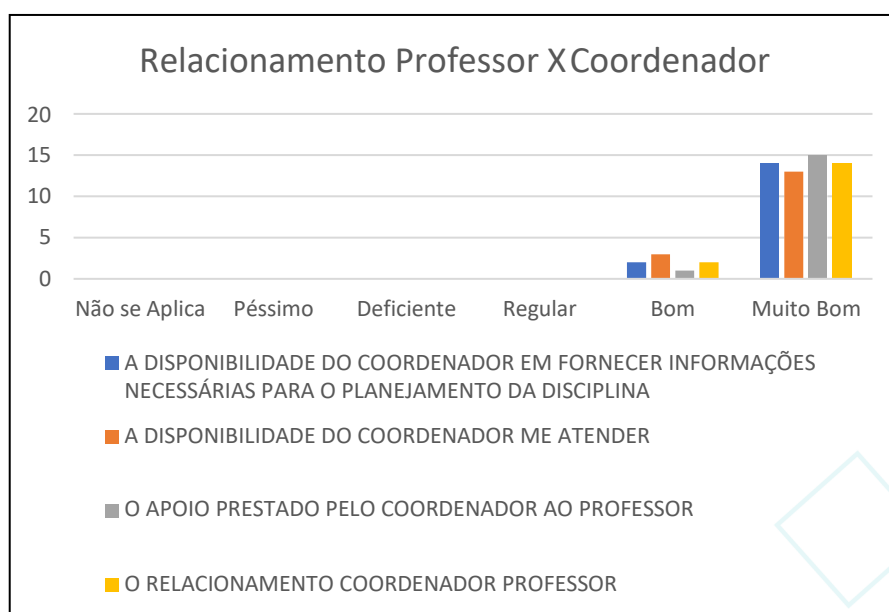 Relacionamento Professor X Coordenador
20
15
10
5
0
Não se Aplica Péssimo Deficiente Regular Bom Muito Bom
A DISPONIBILIDADE DO COORDENADOR EM FORNECER INFORMAÇÕES
NECESSÁRIAS PARA O PLANEJAMENTO DA DISCIPLINA
A DISPONIBILIDADE DO COORDENADOR ME ATENDER
O APOIO PRESTADO PELO COORDENADOR AO PROFESSOR
O RELACIONAMENTO COORDENADOR PROFESSOR